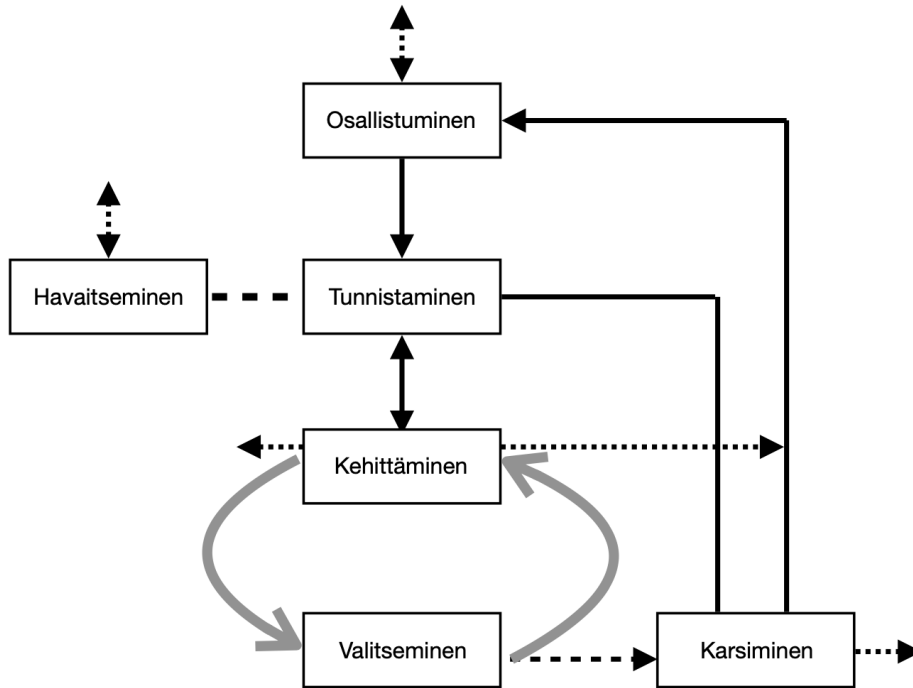 Osallistuminen
Havaitseminen
Tunnistaminen
Kehittäminen
Valitseminen
Karsiminen